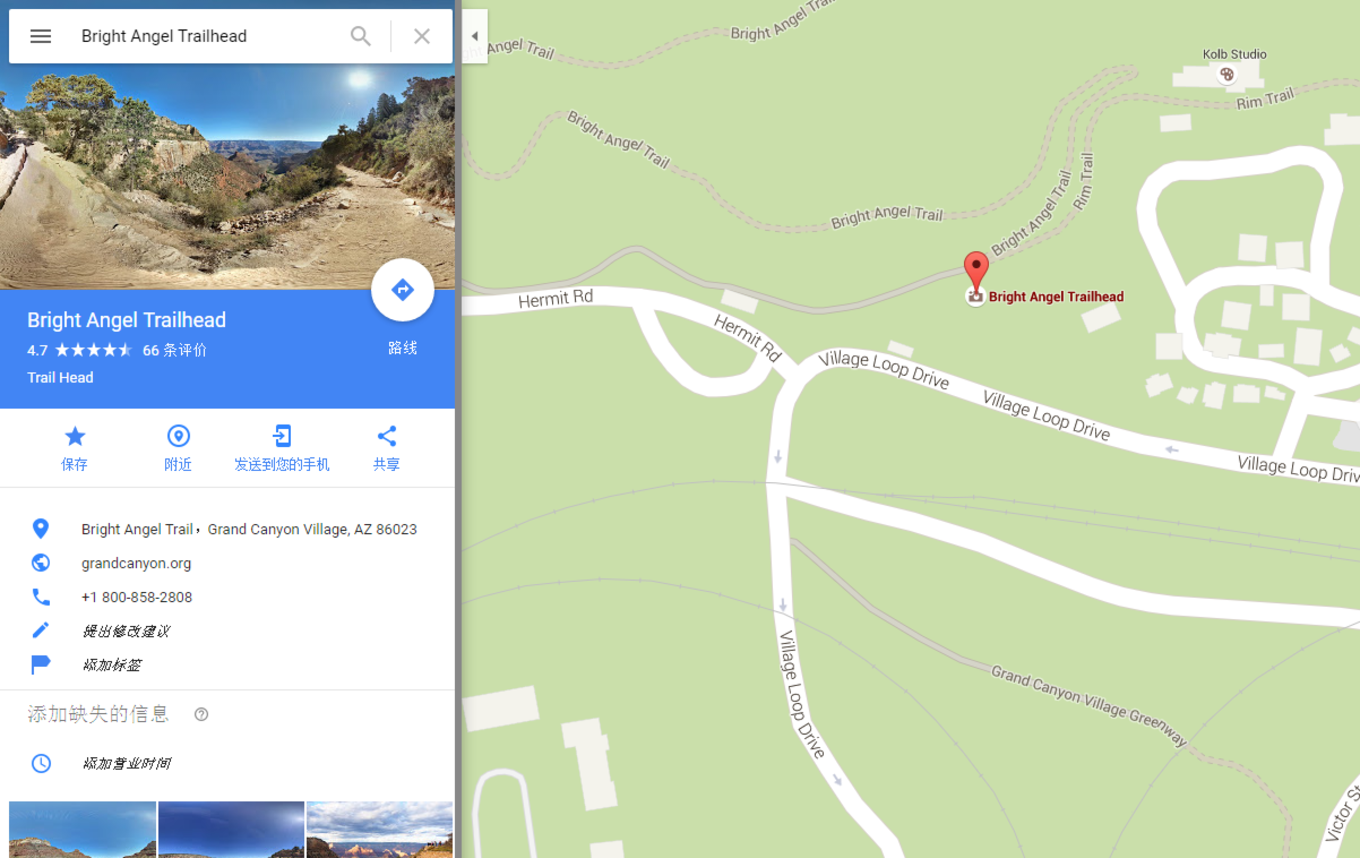 Bright Angel Trailhead
Bright Angel Trailhead
4.7
66 条评价
路线
Trail Head
保存
附近
发送到您的手机
共享
Bright Angel Trail，Grand Canyon Village, AZ 86023
grandcanyon.org
+1 800-858-2808
提出修改建议
添加标签
添加缺失的信息
添加营业时间
Angel Trail
Bright Angel Trail
Kolb Studio
Rim Trail
Bright Angel Trail
Bright Angel Trail
Bright Angel Trail
Rim Trail
Bright Angel Trailhead
Hermit Rd
Hermit Rd
Village Loop Drive
Village Loop Drive
Village Loop Drive
Village Loop Drive
Grand Canyon Village Greenway
Victor St